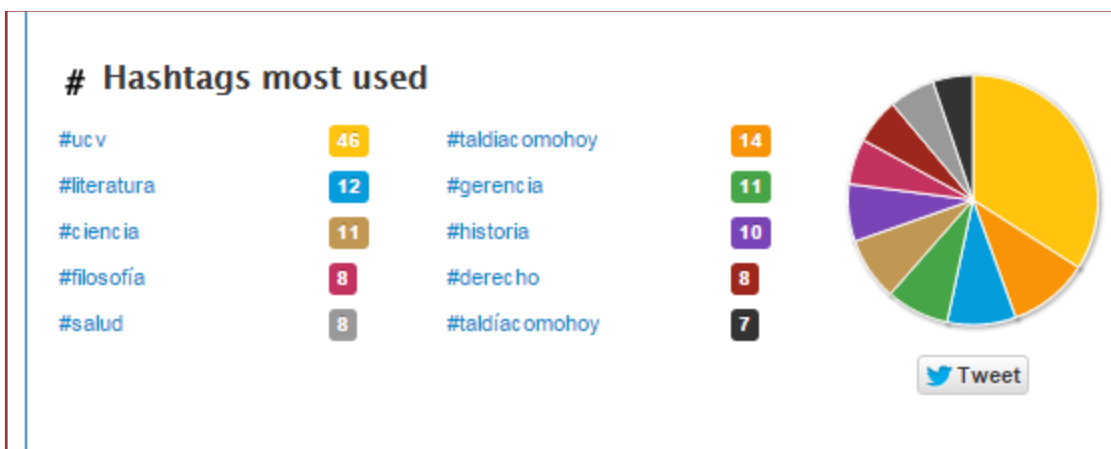 # Hashtags most used
#ucv 46 #taldiacomohoy 14
#literatura 12 #gerencia 11
#ciencia 11 #historia 10
#filosofía 8 #derecho 8
#salud 8 #taldíacomohoy 7
Tweet